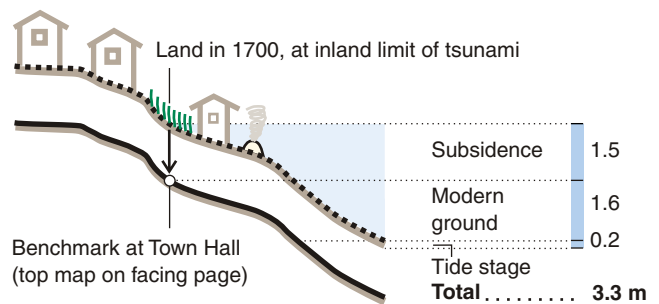 Land in 1700, at inland limit of tsunami
Subsidence 1.5
Modern
ground 1.6
0.2
Tide stage
Total . . . . . . . . . 3.3 m
Benchmark at Town Hall
(top map on facing page)